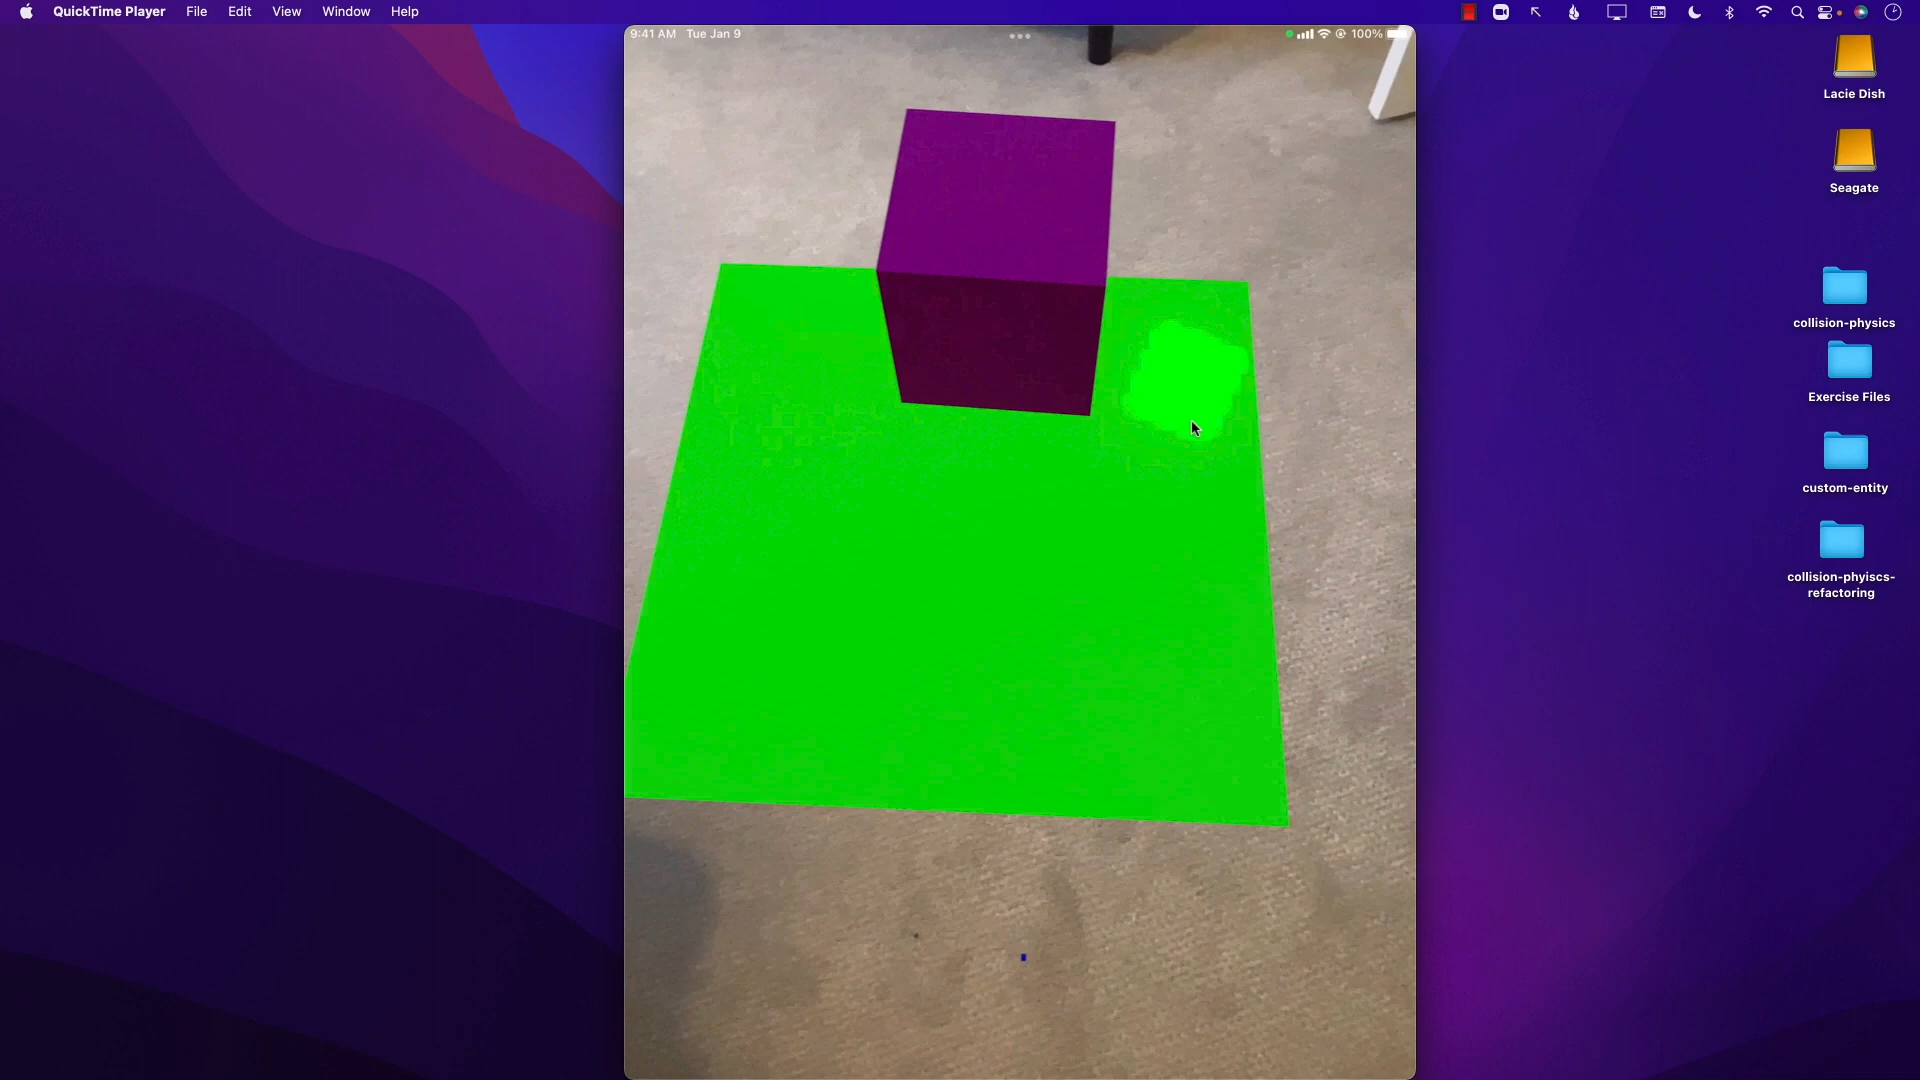 QuickTime Player File Edit View Window Help
9:41 AM Tue Jan 9
100%
Lacie Dish
Seagate
collision-physics
Exercise Files
custom-entity
collision-phyiscs-
refactoring